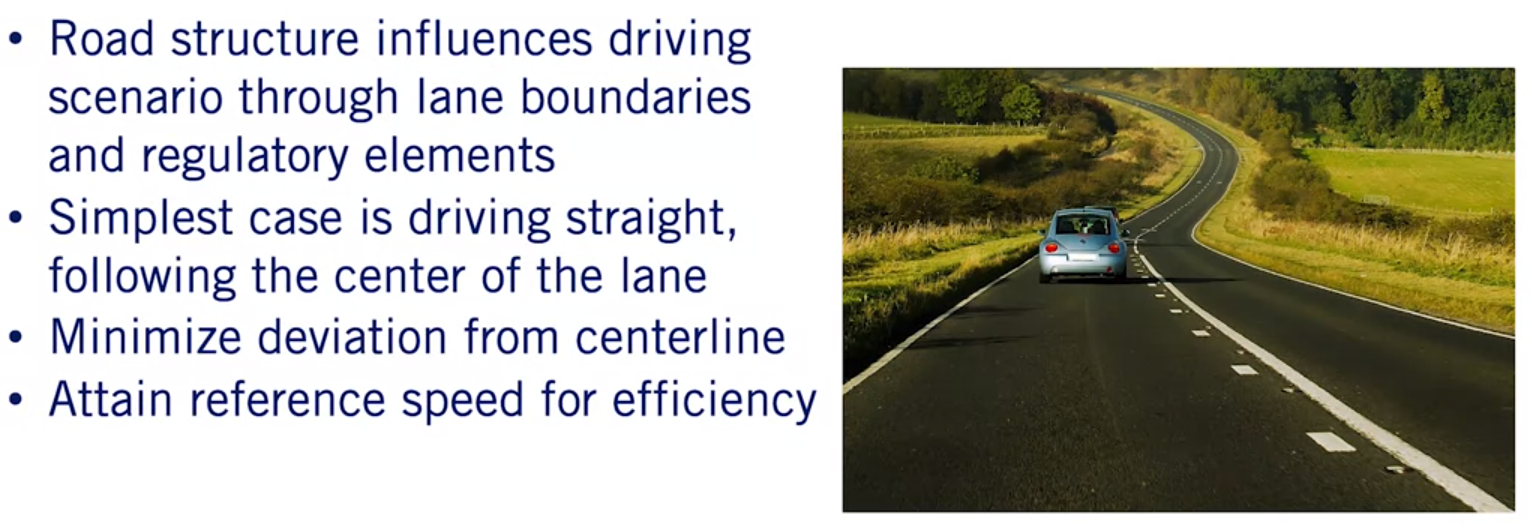 • Road structure influences driving
scenario through lane boundaries
and regulatory elements
• Simplest case is driving straight,
following the center of the lane
• Minimize deviation from centerline
• Attain reference speed for efficiency